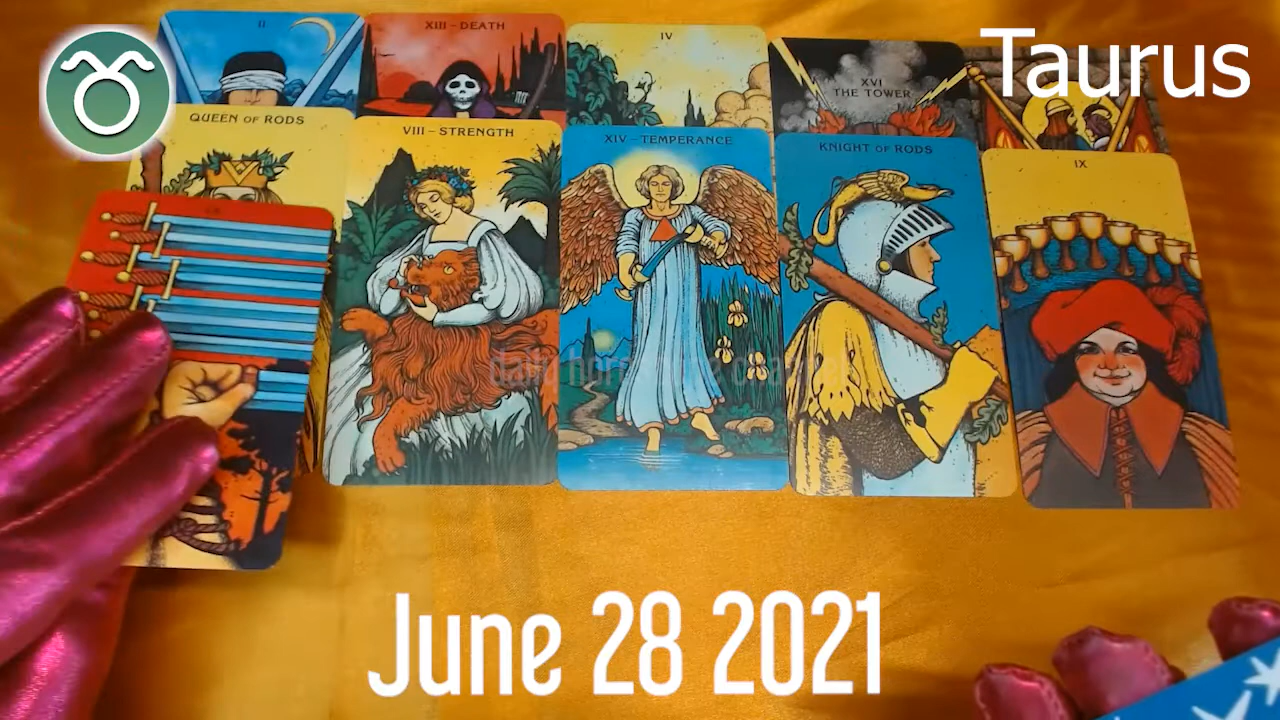 Taurus
II
XIII – DEATH
IV
XVI
THE TOWER
QUEEN OF RODS
VIII – STRENGTH
XIV – TEMPERANCE
KNIGHT OF RODS
IX
June 28 2021